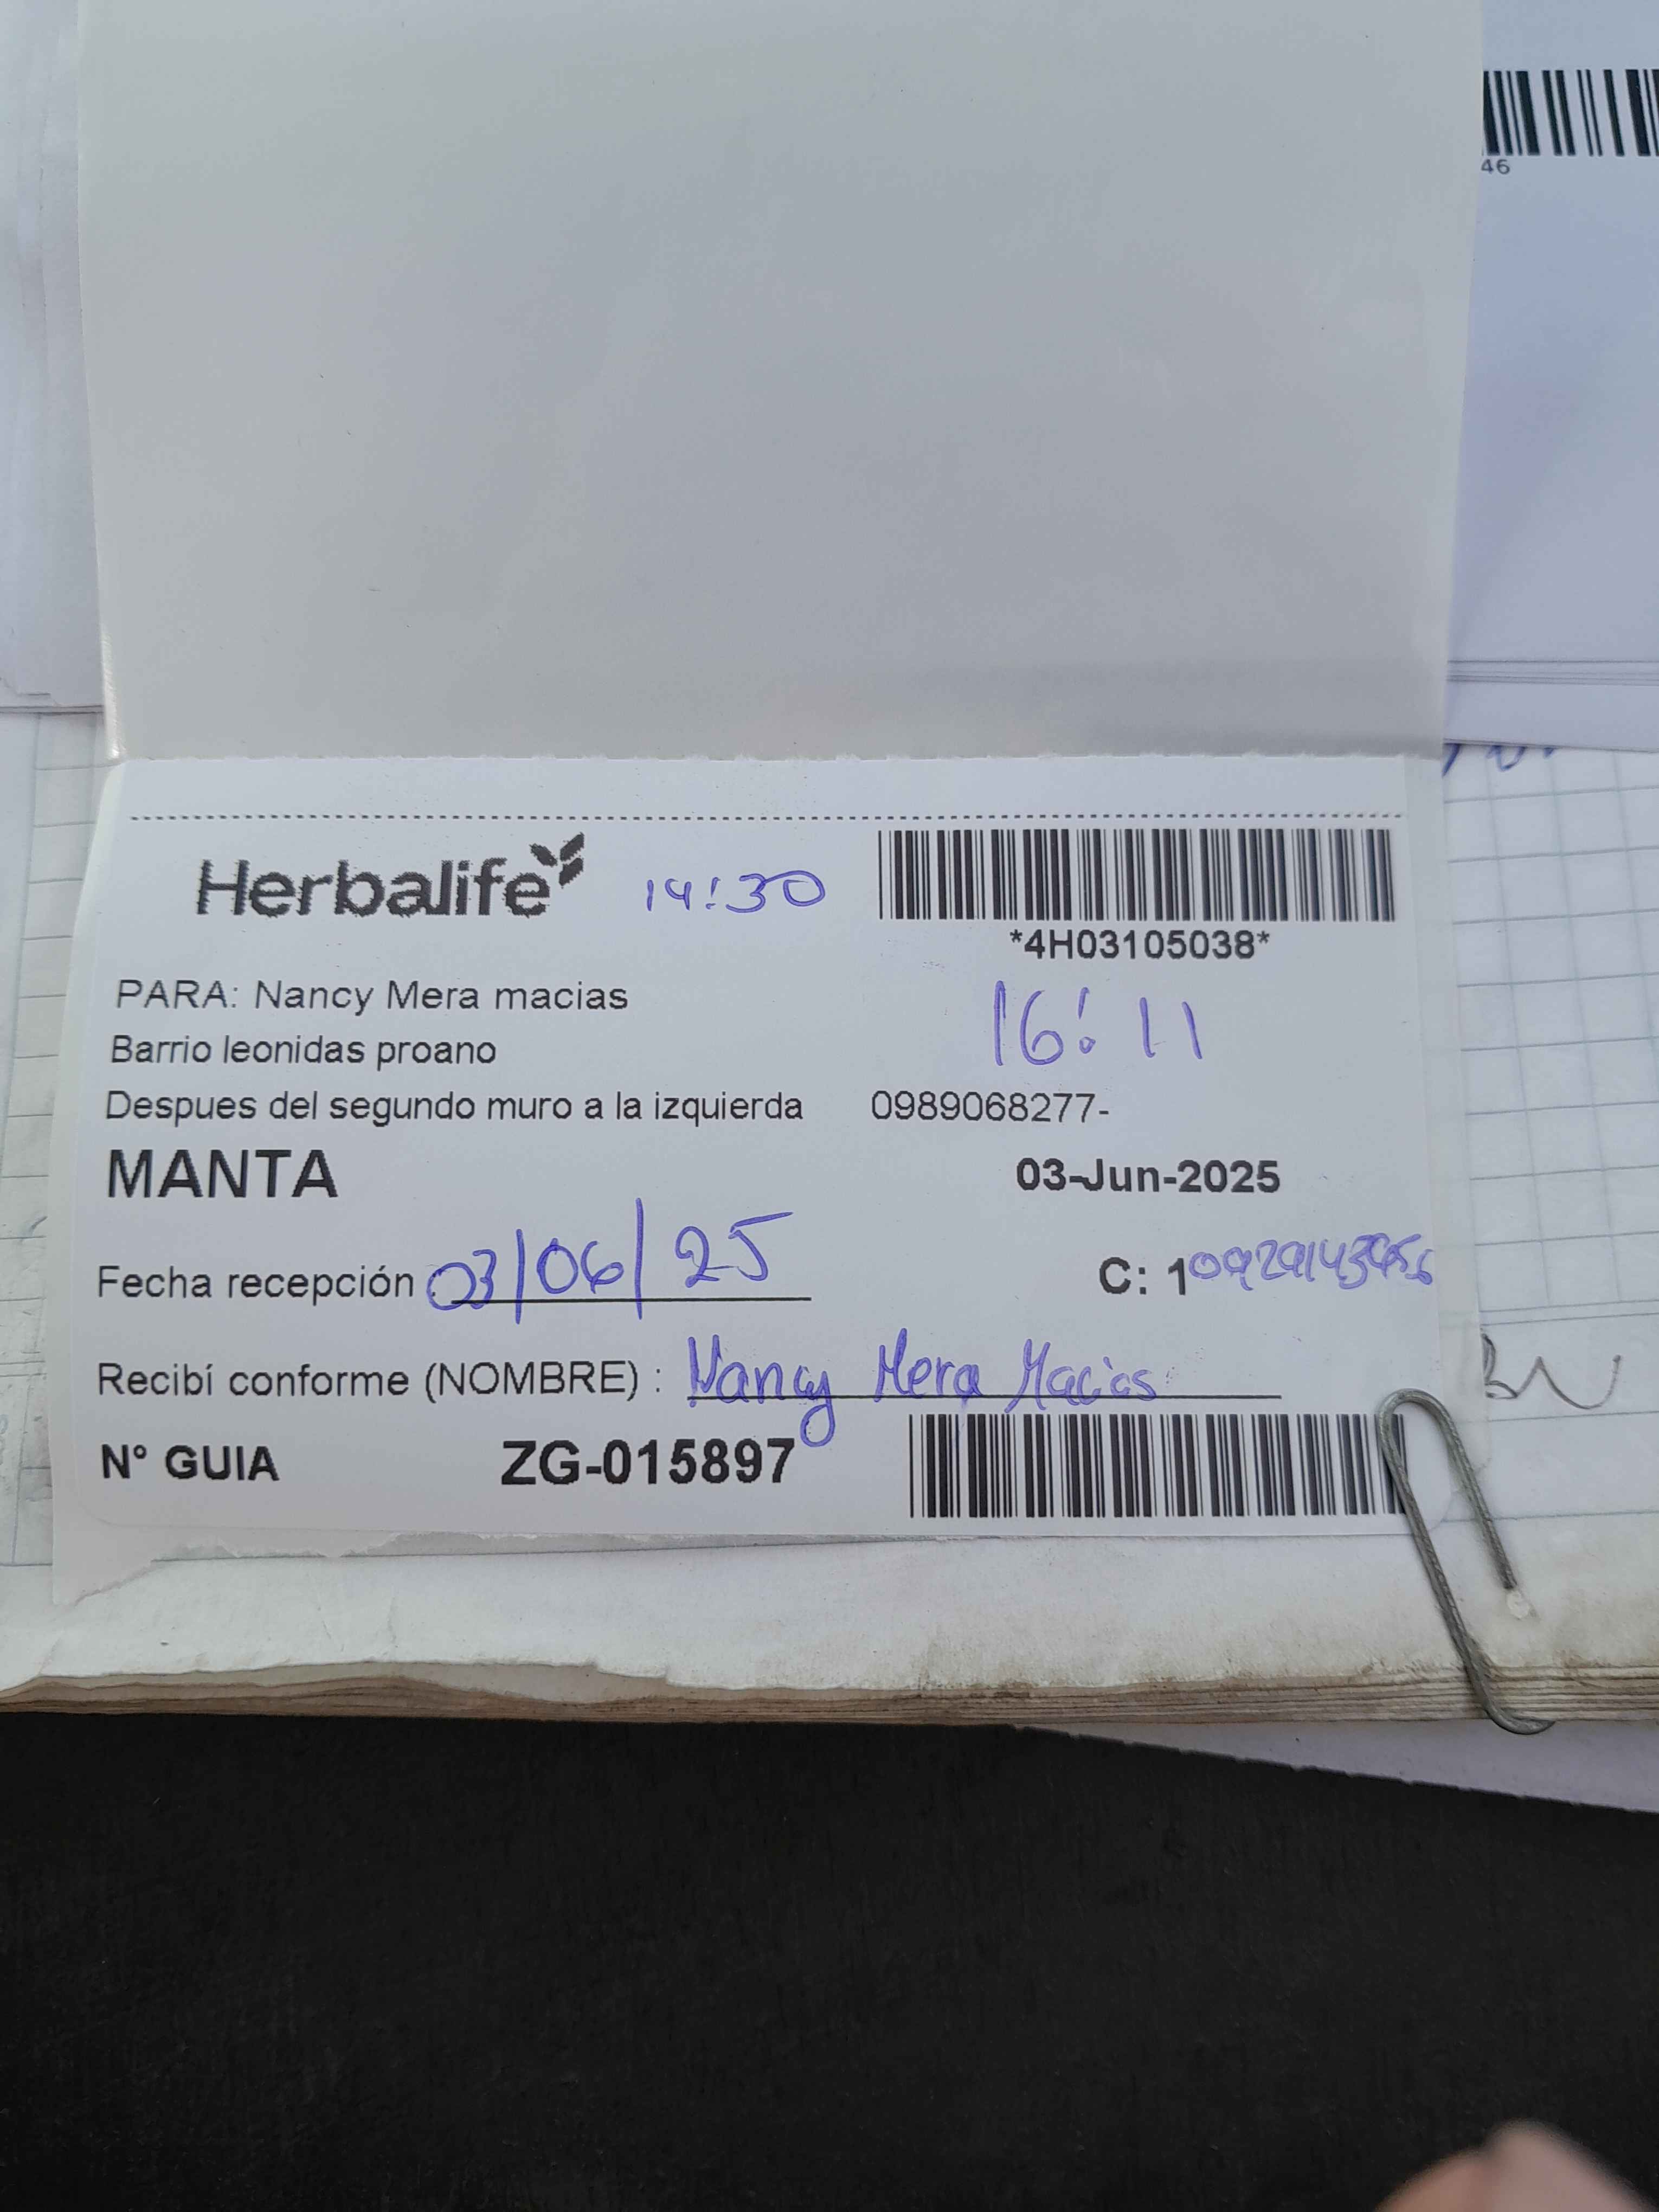 46
Herbalife 14:30
*4H03105038*
PARA: Nancy Mera macias
16:11
Barrio leonidas proano
Despues del segundo muro a la izquierda 0989068277-
MANTA 03-Jun-2025
Fecha recepción 03/06/25 C: 1
Recibí conforme (NOMBRE) : Nancy Mera Macias
N° GUIA ZG-015897